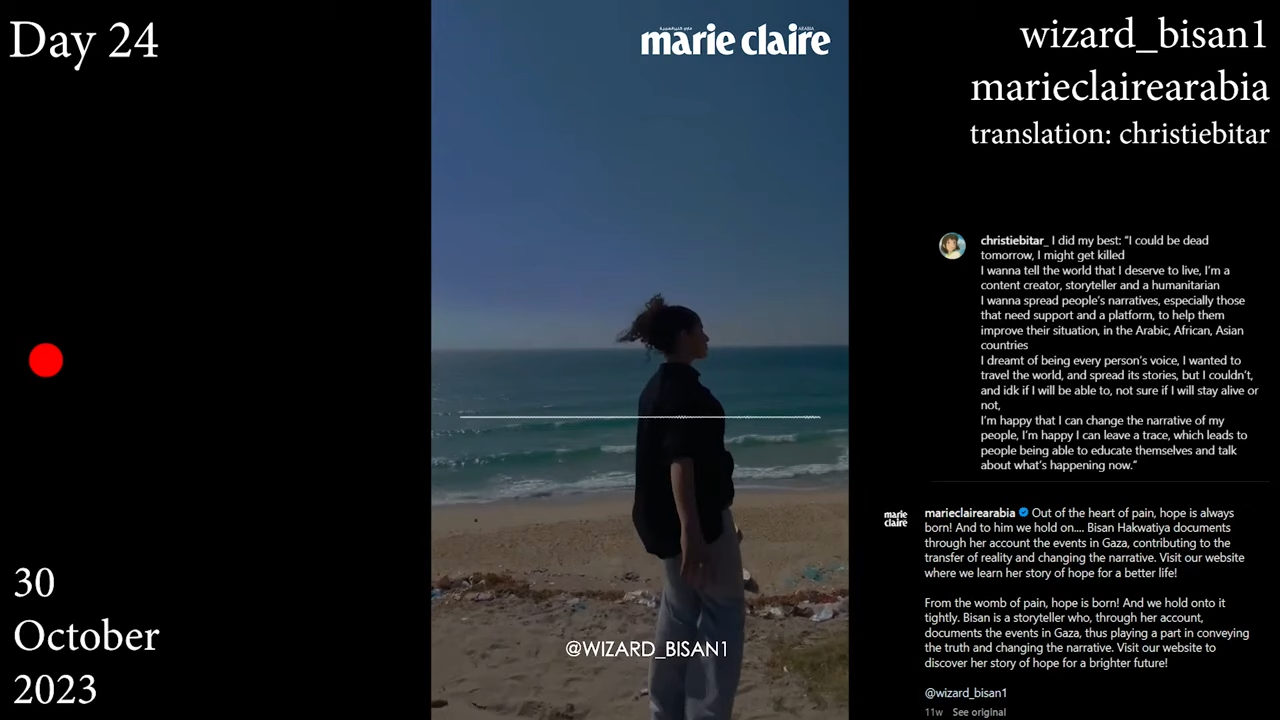 Day 24
marie claire
ARABIA
wizard_bisan1
marieclairearabia
translation: christiebitar
christiebitar_ I did my best: “I could be dead
tomorrow, I might get killed
I wanna tell the world that I deserve to live, I'm a
content creator, storyteller and a humanitarian
I wanna spread people's narratives, especially those
that need support and a platform, to help them
improve their situation, in the Arabic, African, Asian
countries
I dreamt of being every person's voice, I wanted to
travel the world, and spread its stories, but I couldn't,
and idk if I will be able to, not sure if I will stay alive or
not,
I'm happy that I can change the narrative of my
people, I'm happy I can leave a trace, which leads to
people being able to educate themselves and talk
about what's happening now.”
marie
claire
marieclairearabia Out of the heart of pain, hope is always
born! And to him we hold on.... Bisan Hakwatiya documents
through her account the events in Gaza, contributing to the
transfer of reality and changing the narrative. Visit our website
where we learn her story of hope for a better life!
From the womb of pain, hope is born! And we hold onto it
tightly. Bisan is a storyteller who, through her account,
documents the events in Gaza, thus playing a part in conveying
the truth and changing the narrative. Visit our website to
discover her story of hope for a brighter future!
@wizard_bisan1
11w See original
@WIZARD_BISAN1
30
October
2023